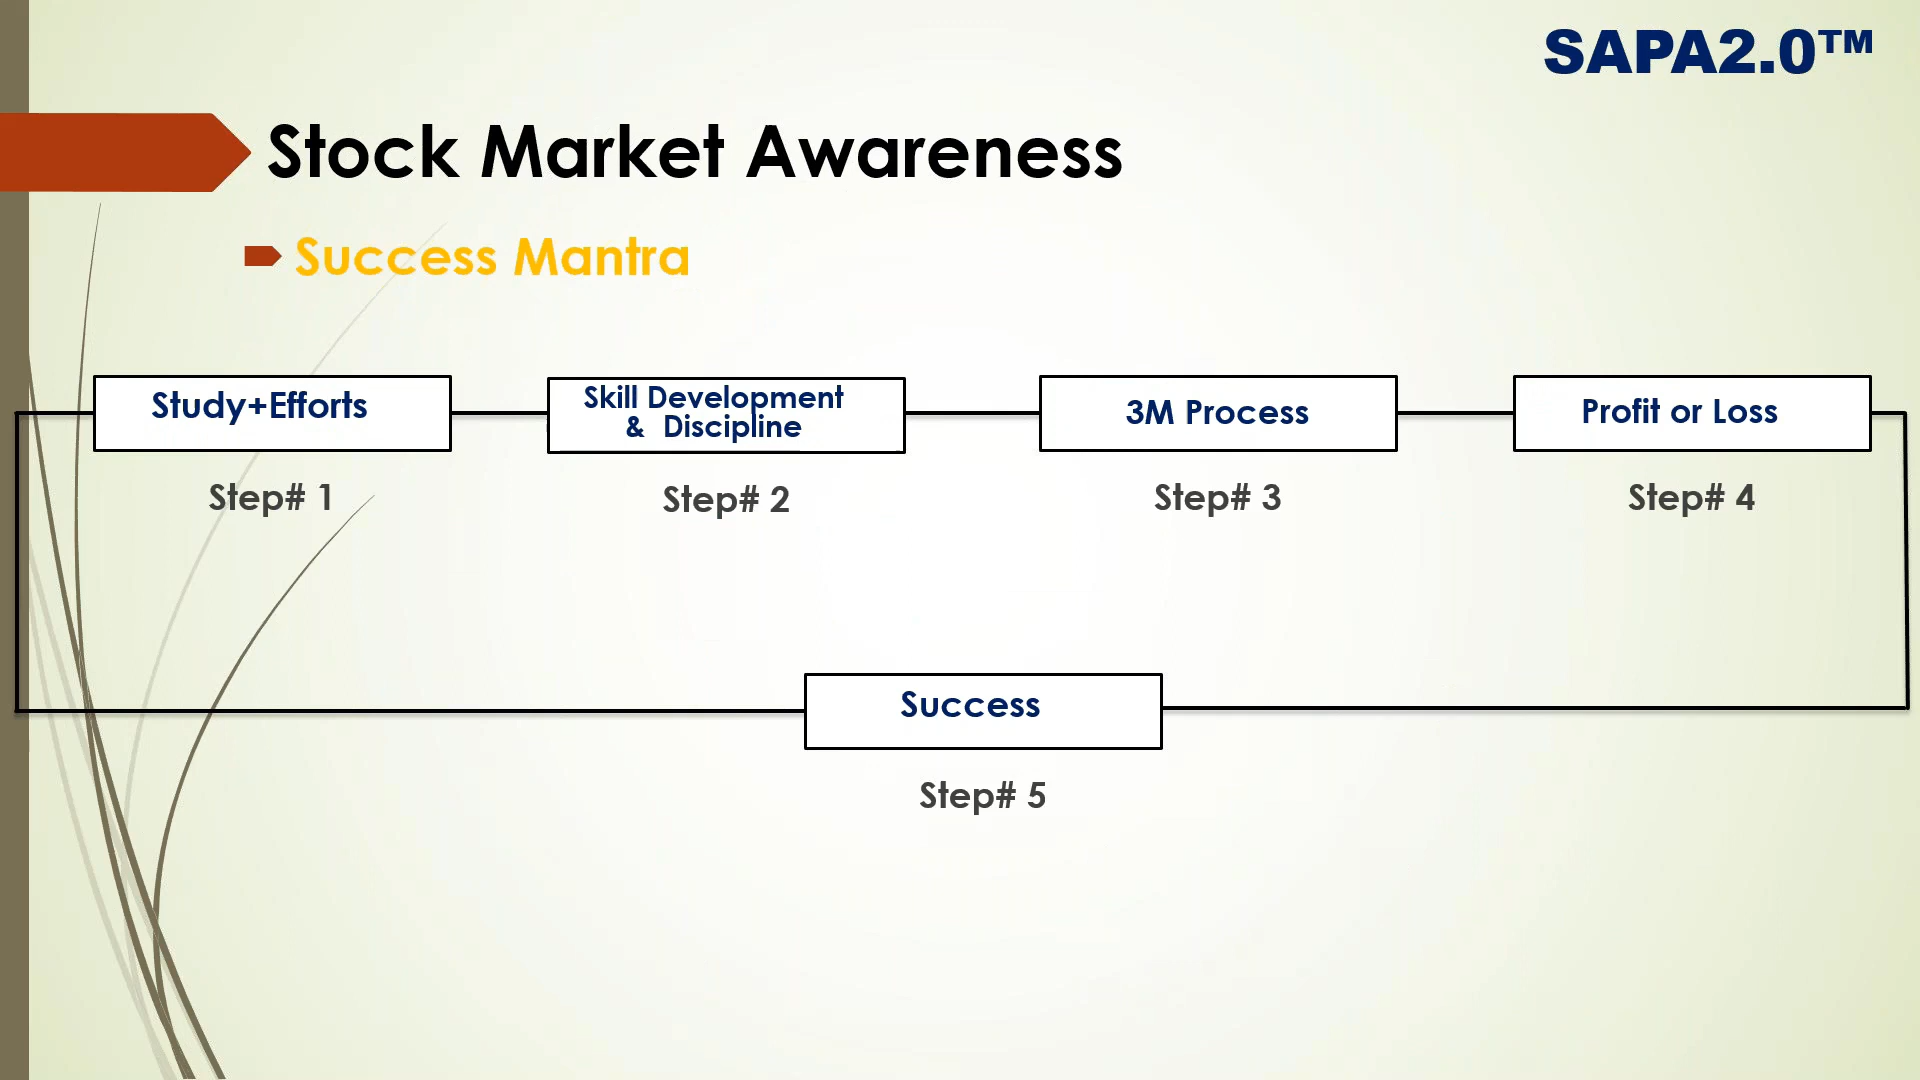 SAPA2.0™
Stock Market Awareness
Success Mantra
Study+Efforts
Skill Development
& Discipline
3M Process
Profit or Loss
Step# 1
Step# 2
Step# 3
Step# 4
Success
Step# 5